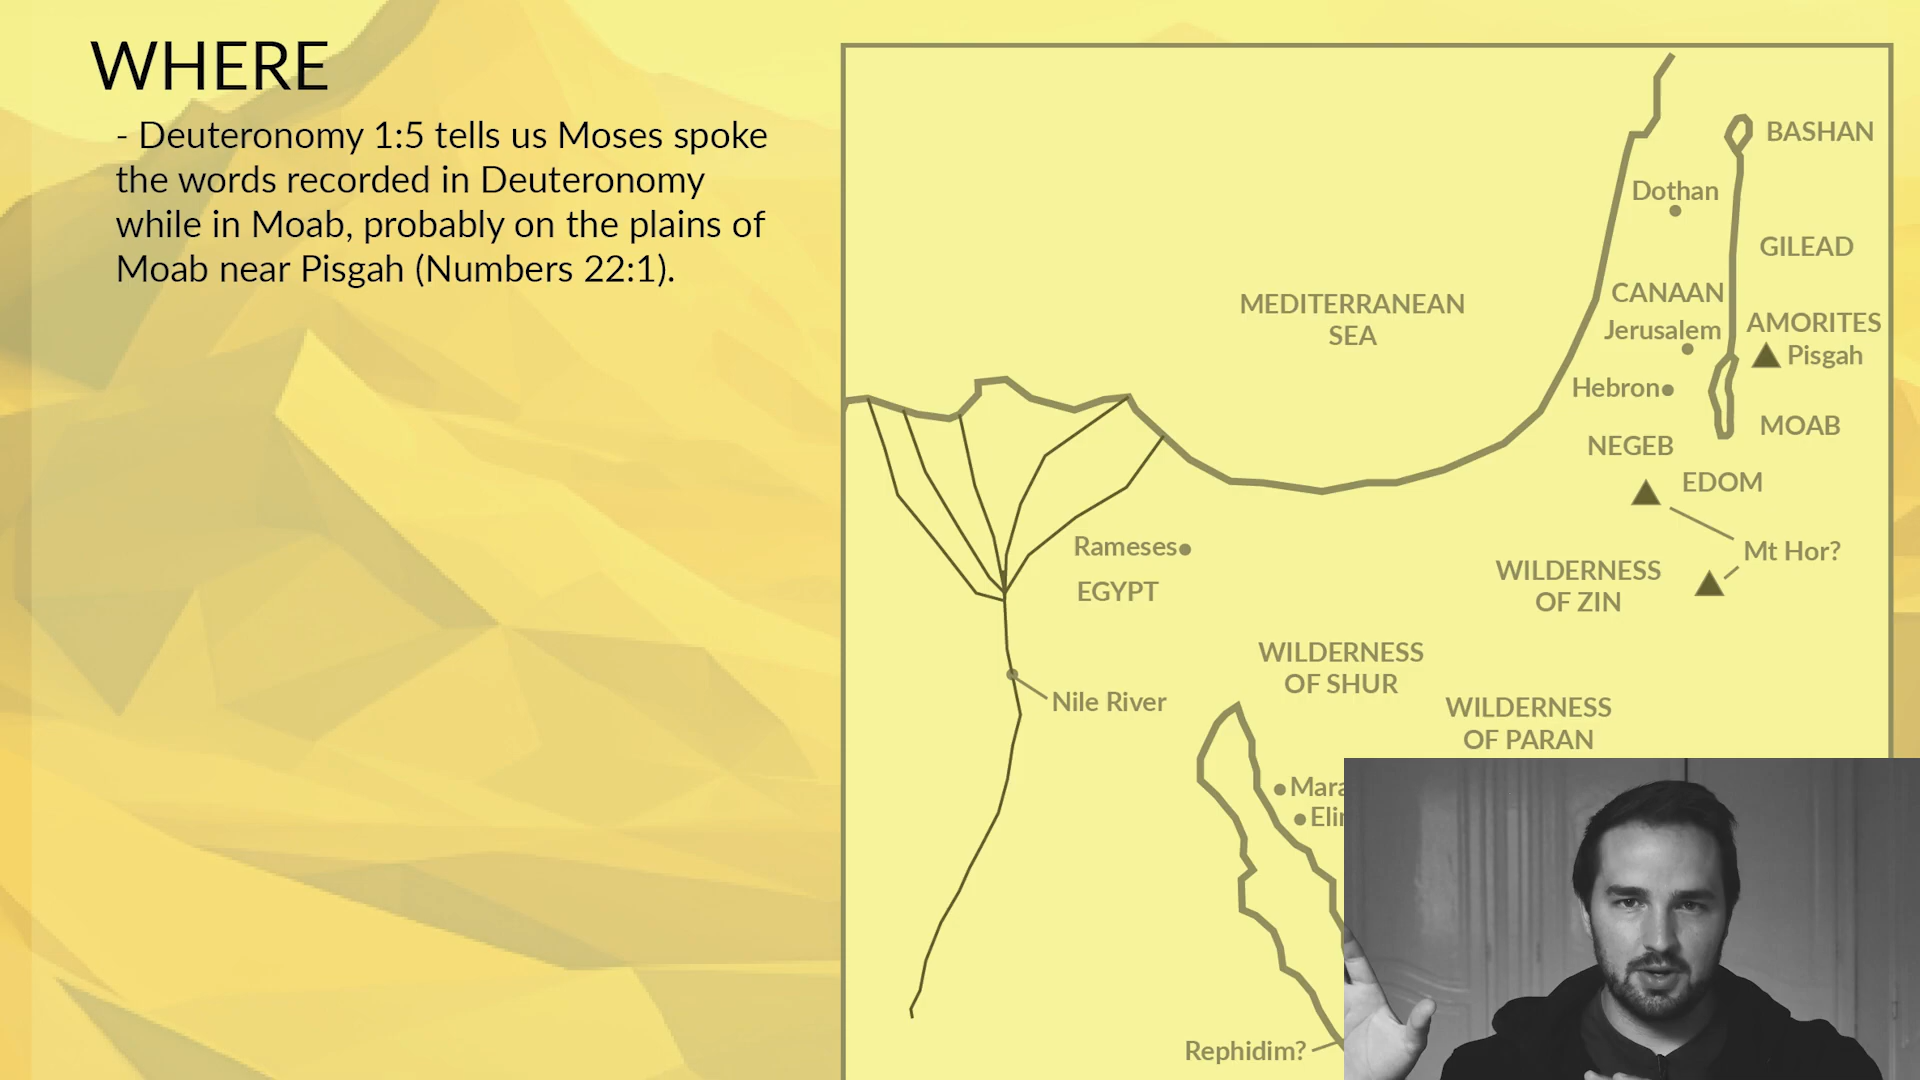 WHERE
- Deuteronomy 1:5 tells us Moses spoke
the words recorded in Deuteronomy
while in Moab, probably on the plains of
Moab near Pisgah (Numbers 22:1).
BASHAN
Dothan
GILEAD
CANAAN
MEDITERRANEAN
SEA
Jerusalem
AMORITES
Pisgah
Hebron
MOAB
NEGEB
EDOM
Mt Hor?
Rameses
EGYPT
WILDERNESS
OF ZIN
WILDERNESS
OF SHUR
Nile River
WILDERNESS
OF PARAN
Rephidim?